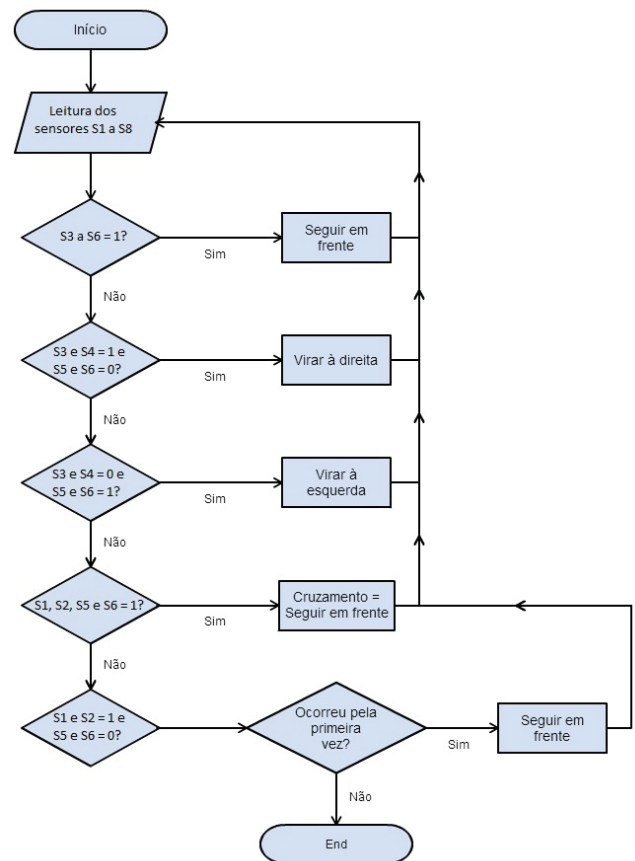 Início
Leitura dos
sensores S1 a S8
S3 a S6 = 1?
Sim
Seguir em
frente
Não
S3 e S4 = 1 e
S5 e S6 = 0?
Sim
Virar à direita
Não
S3 e S4 = 0 e
S5 e S6 = 1?
Sim
Virar à
esquerda
Não
S1, S2, S5 e S6 = 1?
Sim
Cruzamento =
Seguir em frente
Não
S1 e S2 = 1 e
S5 e S6 = 0?
Ocorreu pela
primeira
vez?
Sim
Seguir em
frente
Não
End